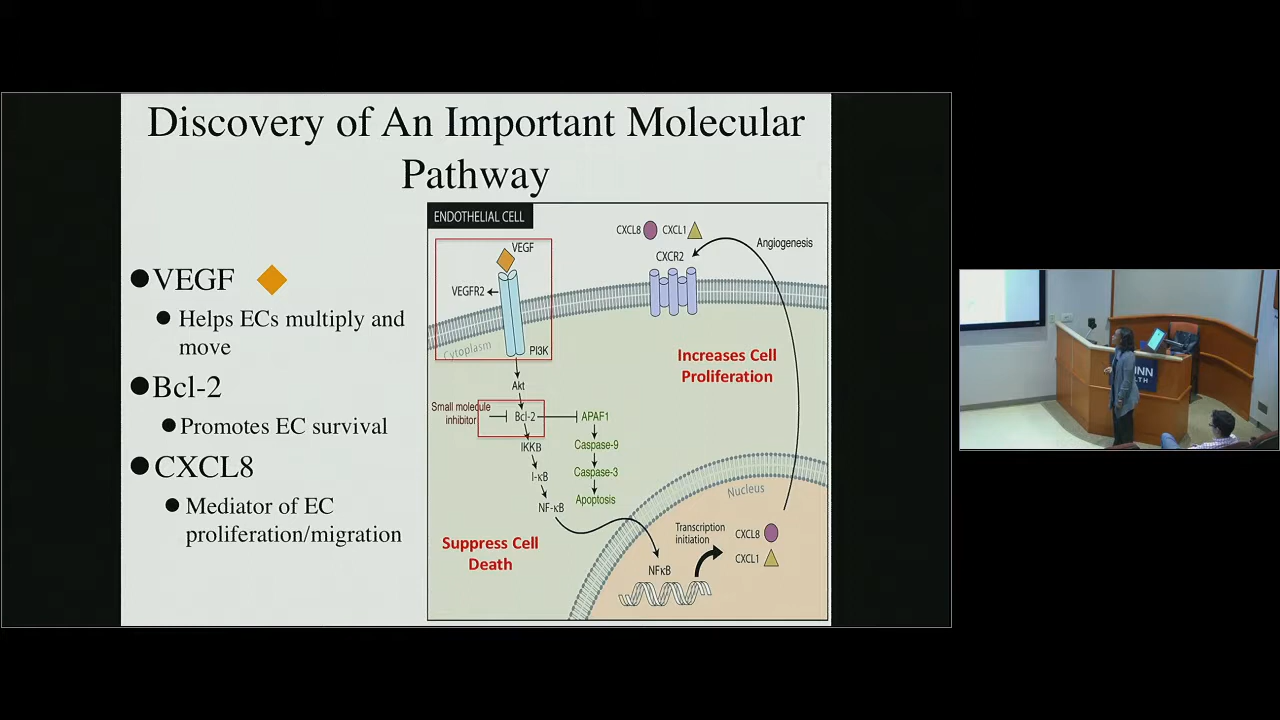 Discovery of An Important Molecular
Pathway
●VEGF
● Helps ECs multiply and
move
●Bcl-2
●Promotes EC survival
●CXCL8
● Mediator of EC
proliferation/migration
ENDOTHELIAL CELL
VEGF
VEGFR2
PI3K
Cytoplasm
Akt
Small molecule
inhibitor
Bcl-2
APAF1
IKKB
Caspase-9
I-κB
Caspase-3
NF-κB
Apoptosis
Suppress Cell
Death
CXCL8
CXCL1
CXCR2
Angiogenesis
Increases Cell
Proliferation
Nucleus
Transcription
initiation
CXCL8
CXCL1
NFκB